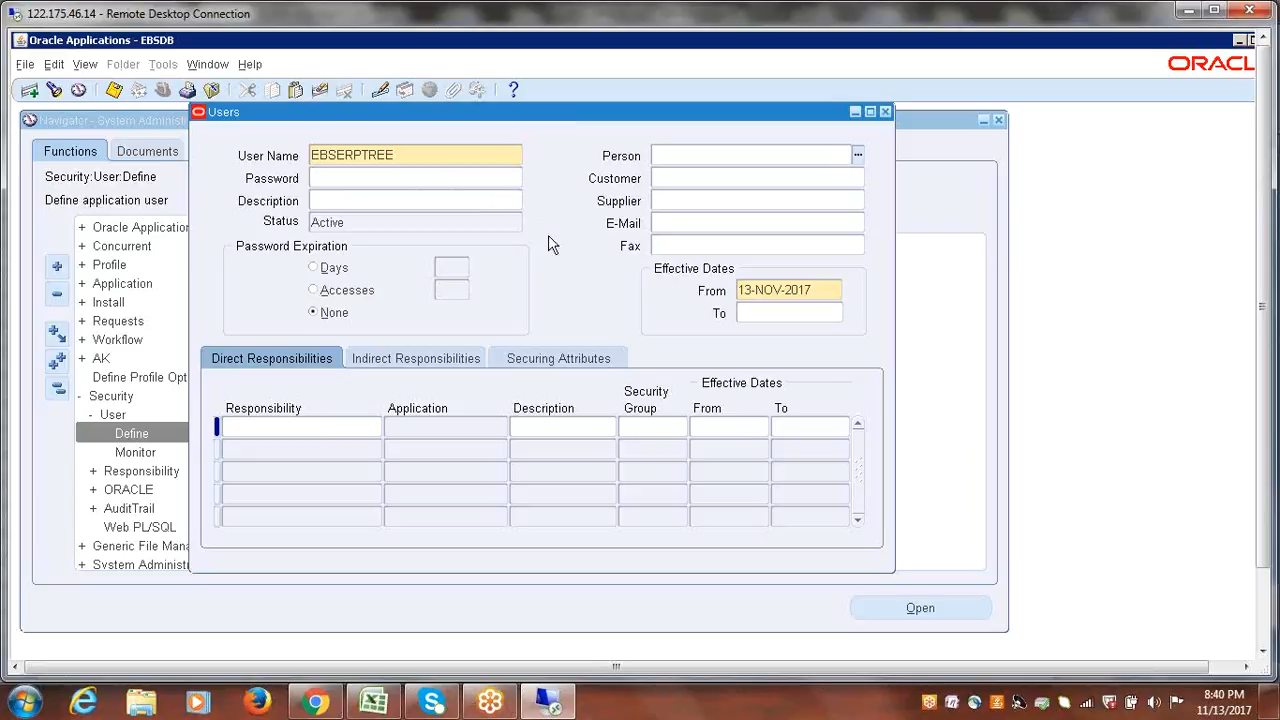 122.175.46.14 - Remote Desktop Connection
Oracle Applications - EBSDB
File Edit View Folder Tools Window Help
ORACL
Navigator - System Administr
Users
Functions Documents
Security:User:Define
Define application user
+ Oracle Application
+ Concurrent
+ Profile
+ Application
+ Install
+ Requests
+ Workflow
+ AK
Define Profile Opt
- Security
- User
Define
Monitor
+ Responsibility
+ ORACLE
+ AuditTrail
Web PL/SQL
+ Generic File Mana
+ System Administr
User Name EBSERPTREE
Password
Description
Status Active
Password Expiration
Days
Accesses
None
Person
Customer
Supplier
E-Mail
Fax
Effective Dates
From 13-NOV-2017
To
Direct Responsibilities Indirect Responsibilities Securing Attributes
Security Effective Dates
Responsibility Application Description Group From To
Open
8:40 PM
11/13/2017